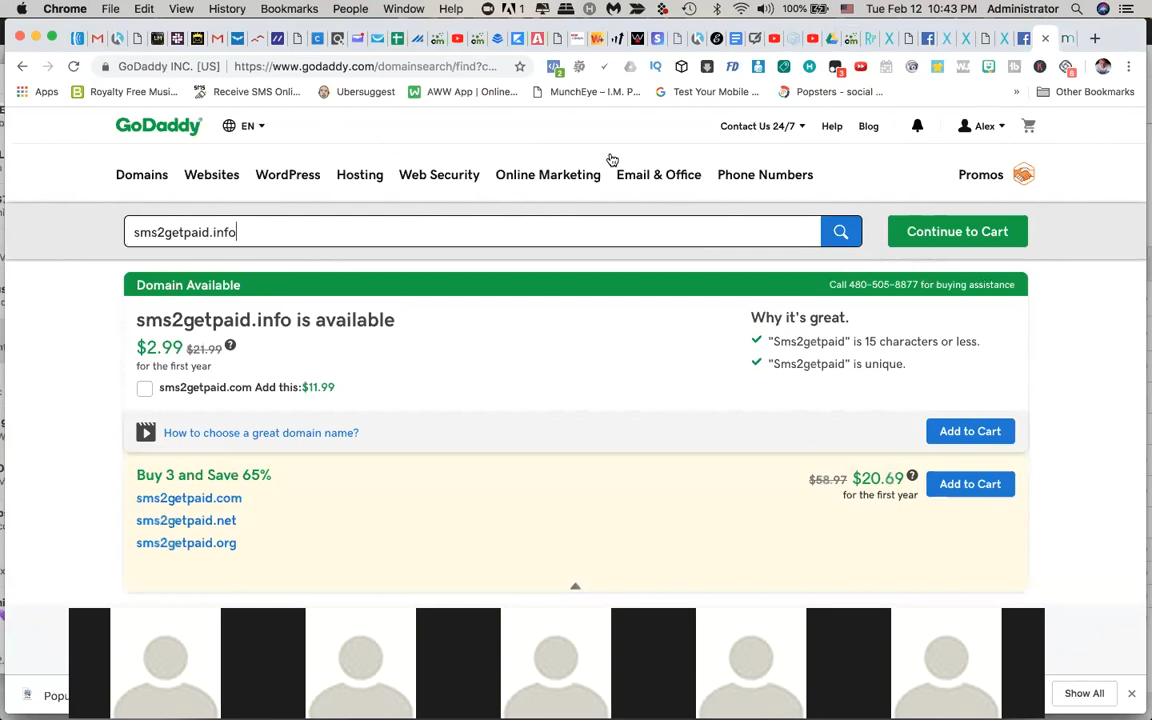 Chrome File Edit View History Bookmarks People Window Help 1 100% Tue Feb 12 10:43 PM Administrator
GoDaddy INC. [US] https://www.godaddy.com/domainsearch/find?c...
Apps Royalty Free Musi... Receive SMS Onli... Ubersuggest AWW App | Online... MunchEye – I.M. P... Test Your Mobile ... Popsters - social ... » Other Bookmarks
GoDaddy EN Contact Us 24/7 Help Blog Alex
Domains Websites WordPress Hosting Web Security Online Marketing Email & Office Phone Numbers Promos
sms2getpaid.info Continue to Cart
Domain Available Call 480-505-8877 for buying assistance
sms2getpaid.info is available Why it's great.
$2.99 $21.99 "Sms2getpaid" is 15 characters or less.
for the first year "Sms2getpaid" is unique.
sms2getpaid.com Add this:$11.99
How to choose a great domain name? Add to Cart
Buy 3 and Save 65% $58.97 $20.69 Add to Cart
sms2getpaid.com for the first year
sms2getpaid.net
sms2getpaid.org
Popu Show All